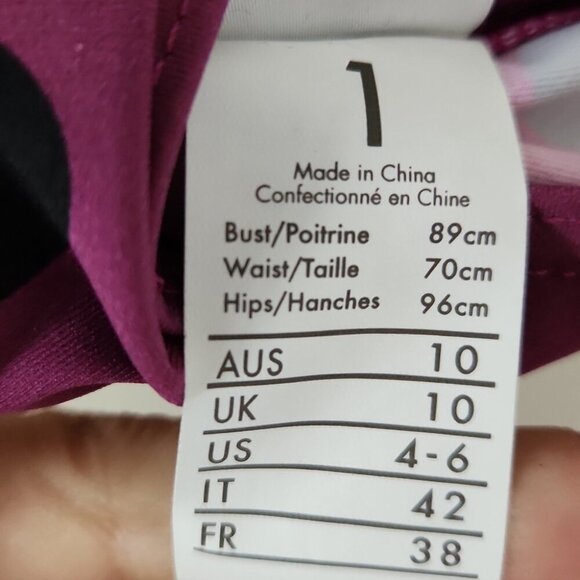 1
Made in China
Confectionné en Chine
Bust/Poitrine 89cm
Waist/Taille 70cm
Hips/Hanches 96cm
AUS 10
UK 10
US 4-6
IT 42
FR 38